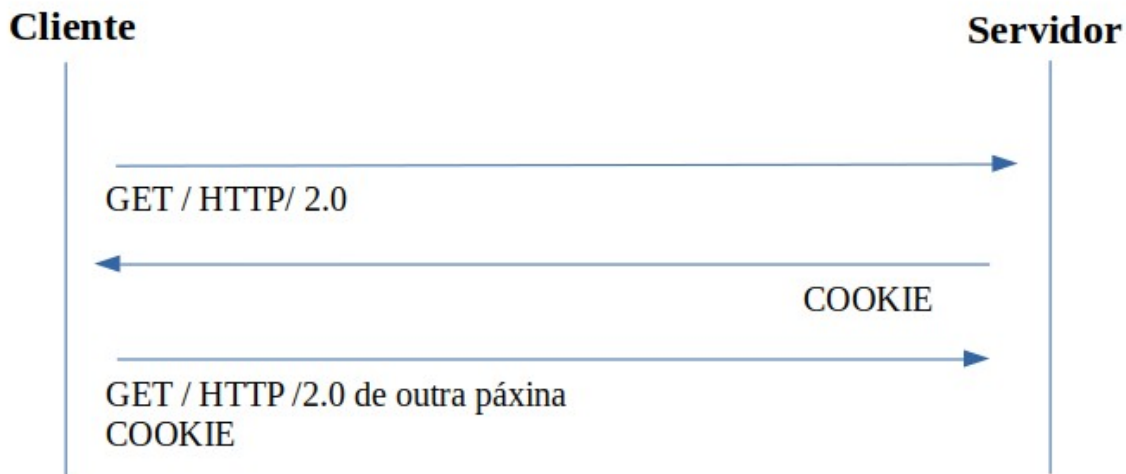 Cliente
Servidor
GET / HTTP/ 2.0
COOKIE
GET / HTTP /2.0 de outra páxina
COOKIE